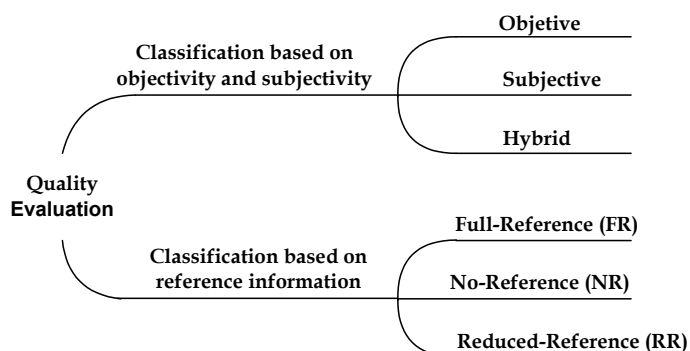 Classification based on
objectivity and subjectivity
Objetive
Subjective
Hybrid
Quality
Evaluation
Classification based on
reference information
Full-Reference (FR)
No-Reference (NR)
Reduced-Reference (RR)